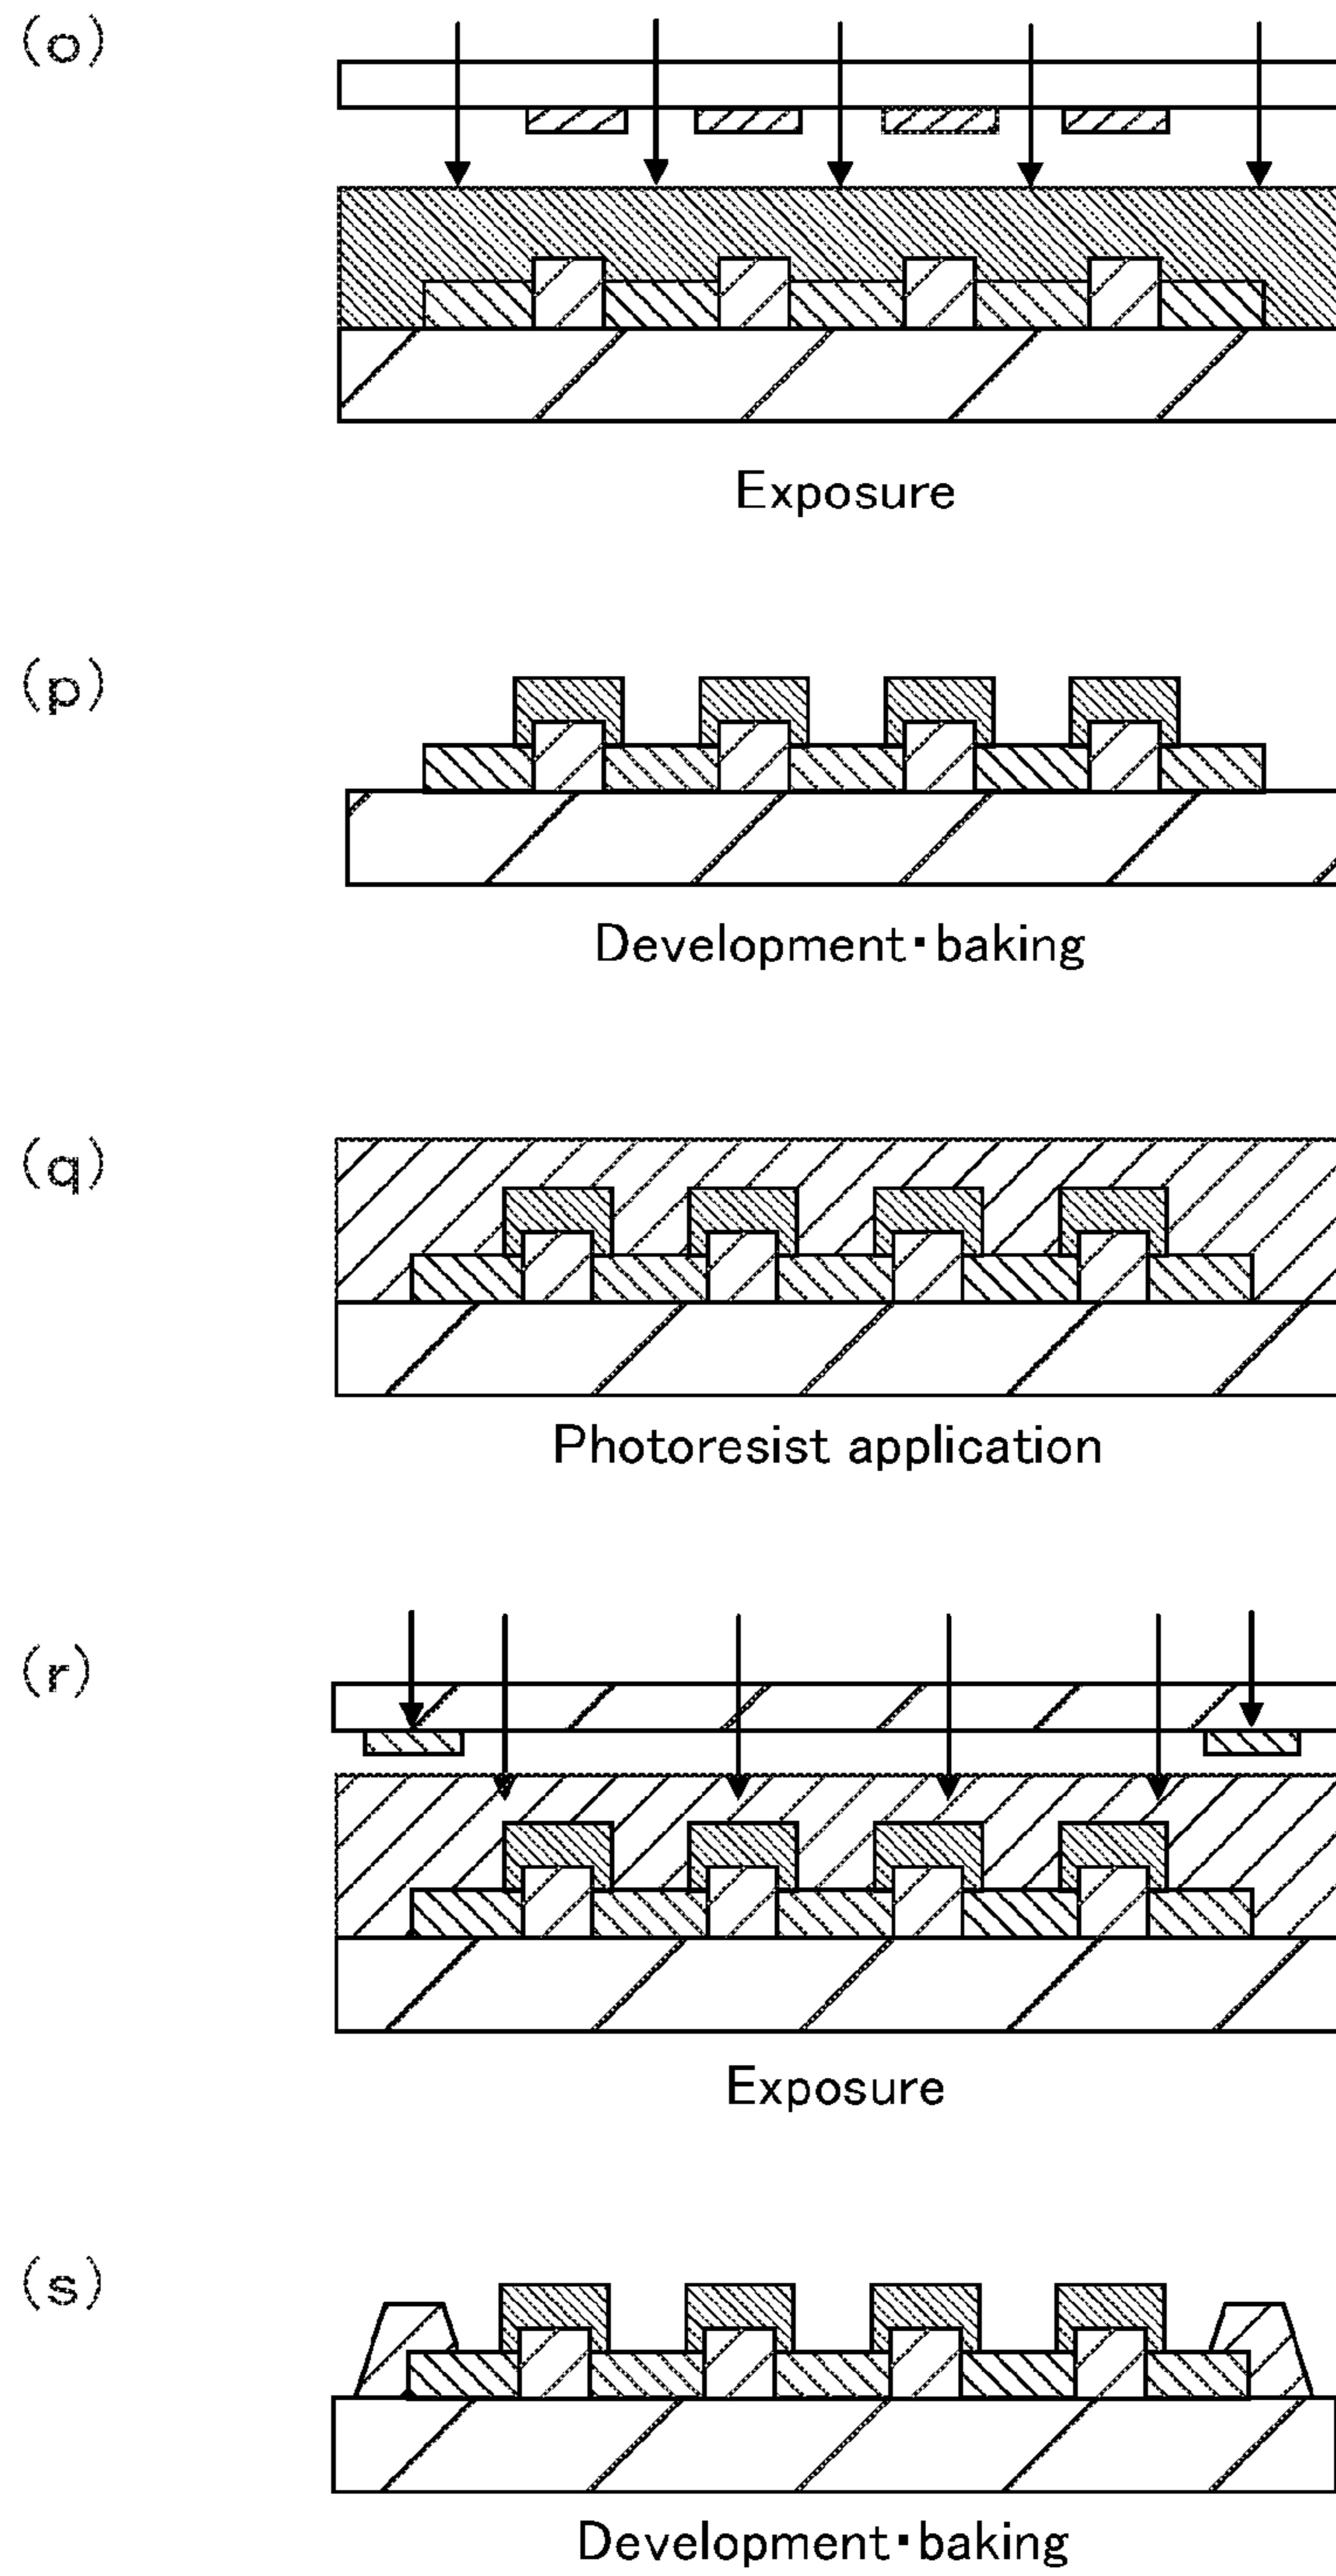 (o)
Exposure
(p)
Development▪baking
(q)
Photoresist application
(r)
Exposure
(s)
Development▪baking